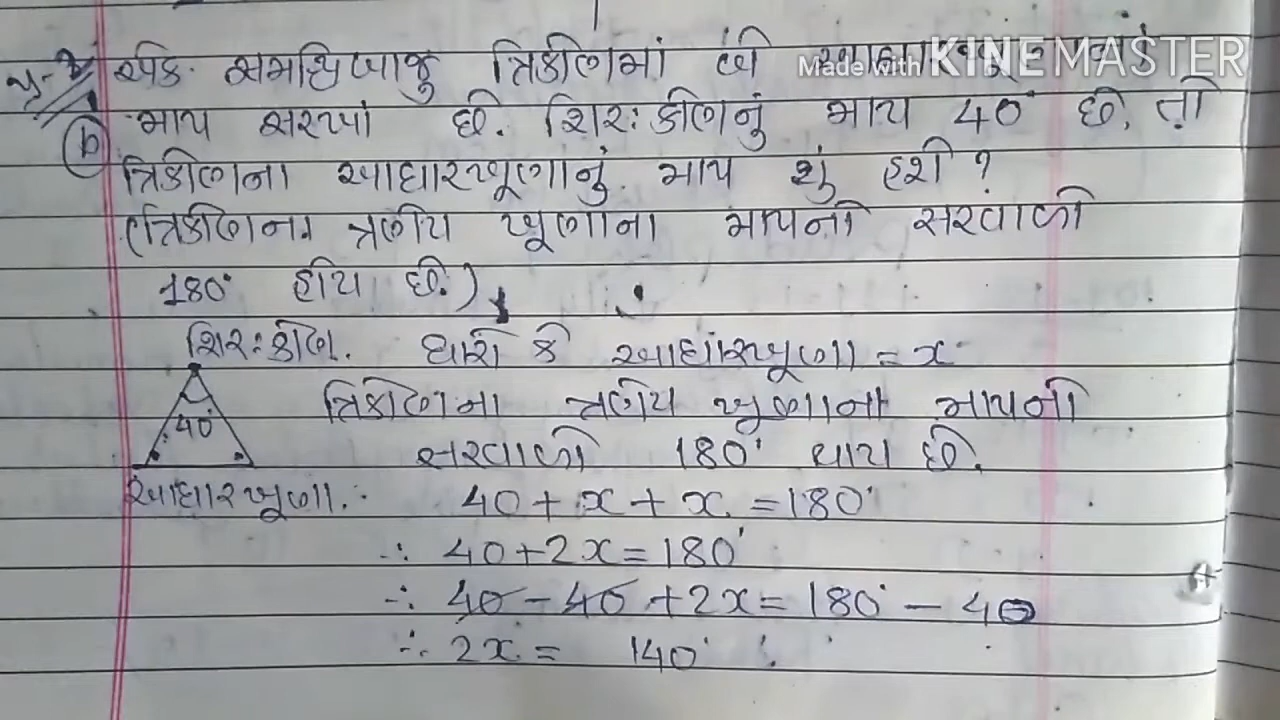 પ્ર-3 એક સમદ્વિબાજુ ત્રિકોણમાં બે
Made with KINEMASTER
(b) માપ સરખાં છે. શિરઃકોણનું માપ 40° છે, તો
ત્રિકોણના આધારખૂણાનું માપ શું હશે ?
(ત્રિકોણના ત્રણેય ખૂણાના માપનો સરવાળો
180° હોય છે.)
શિરઃકોણ. ધારો કે આધારખૂણા = x
ત્રિકોણના ત્રણેય ખૂણાના માપનો
40°
સરવાળો 180° થાય છે.
આધારખૂણા. ∴ 40 + x + x = 180°
∴ 40+2x = 180°
∴ 40 - 40 + 2x = 180° - 40
∴ 2x = 140°